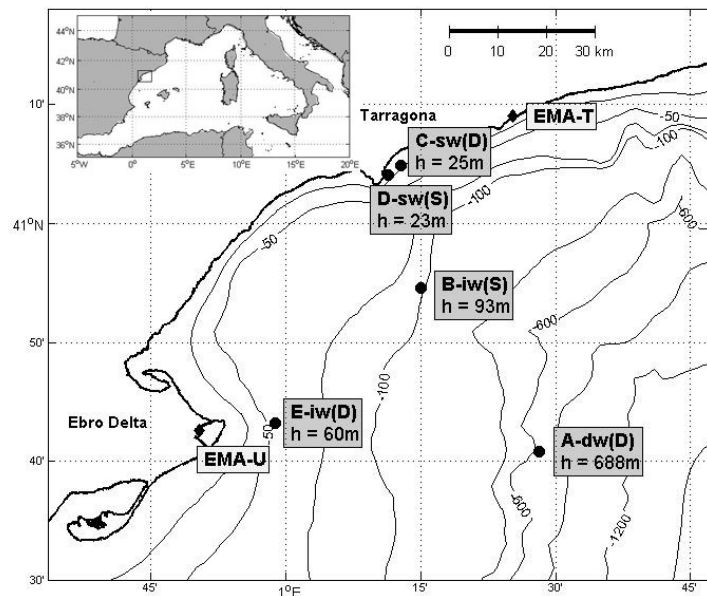 44°N
42°N
40°N
38°N
36°N
5°W
0°
5°E
10°E
15°E
20°E
0 10 20 30 km
10'
Tarragona
EMA-T
-50
-100
C-sw(D)
h = 25m
D-sw(S)
h = 23m
-100
-600
41°N
-50
B-iw(S)
h = 93m
-600
50'
-100
Ebro Delta
E-iw(D)
h = 60m
-50
A-dw(D)
h = 688m
EMA-U
40'
-600
-1200
30'
45'
1°E
15'
30'
45'